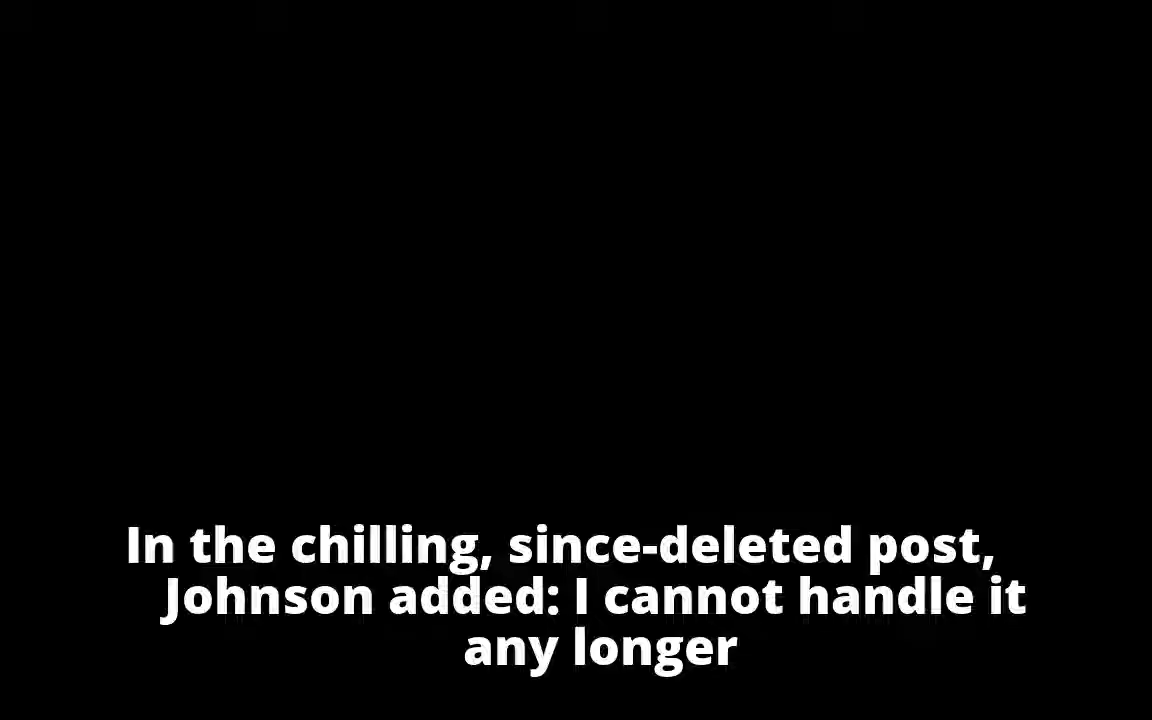 In the chilling, since-deleted post,
Johnson added: I cannot handle it
any longer